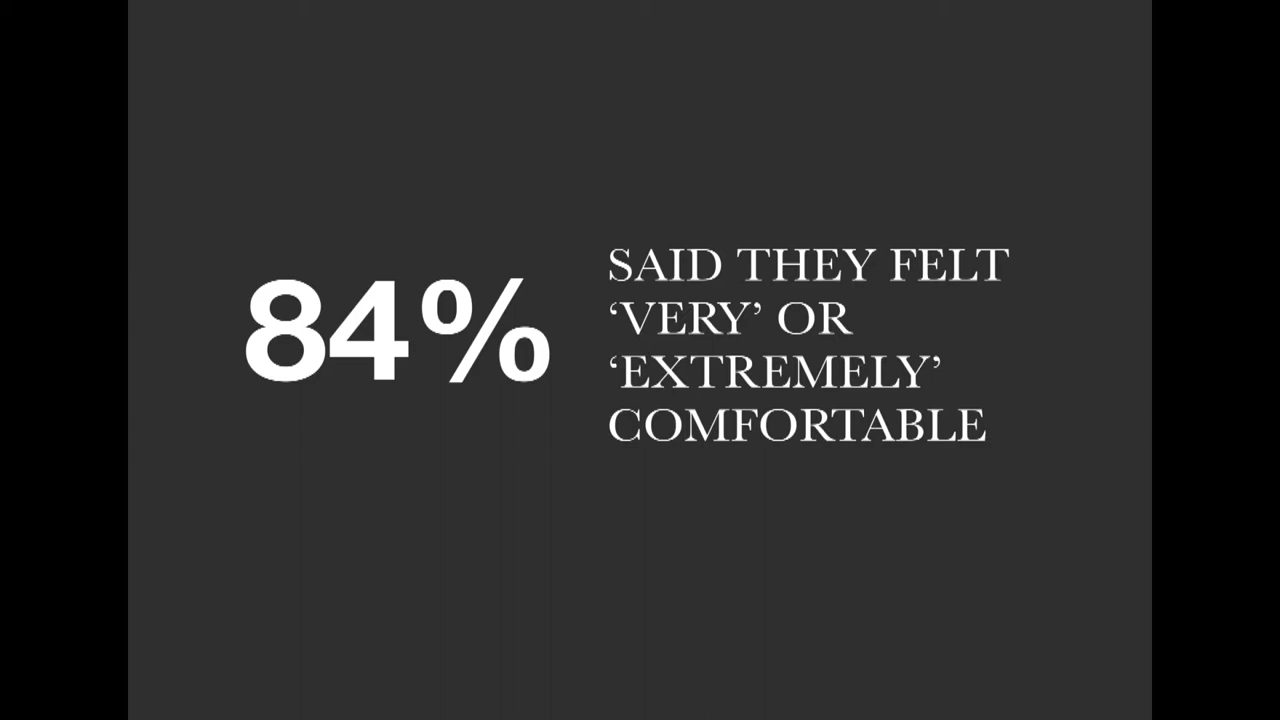 84%
SAID THEY FELT
‘VERY’ OR
‘EXTREMELY’
COMFORTABLE